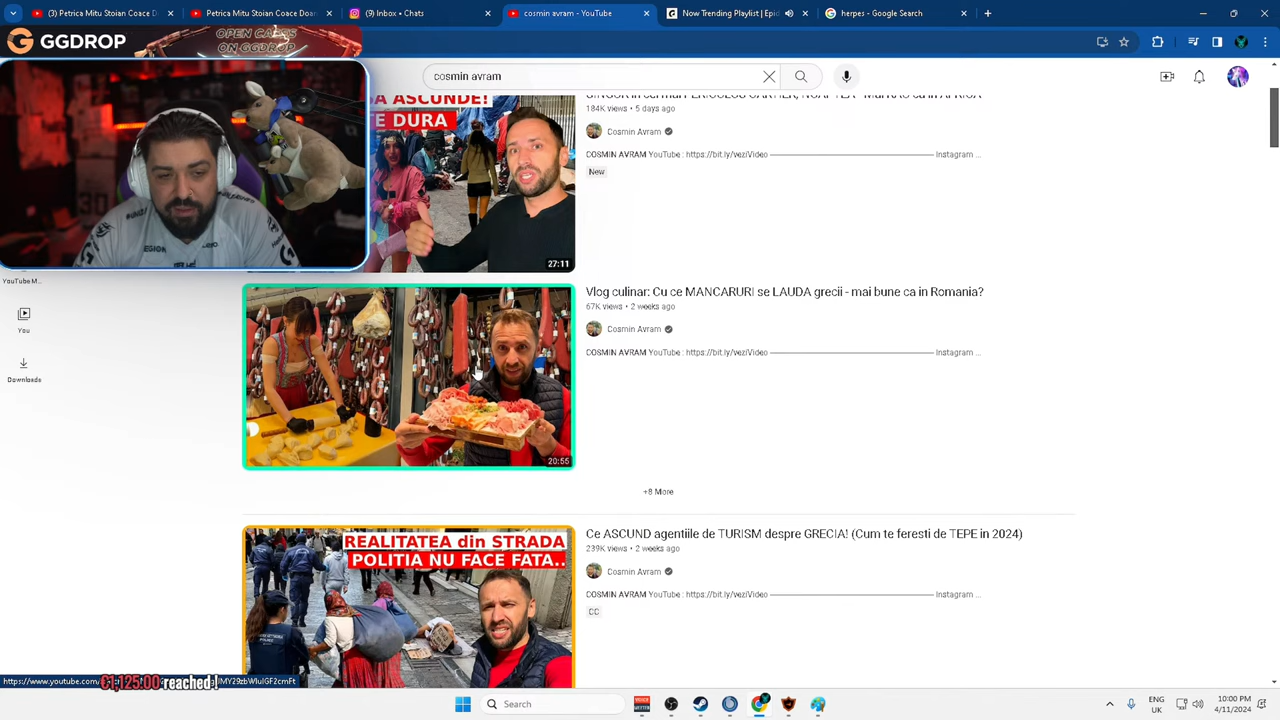 Petrica Mitu Stoian Coace Doar
Petrica Mitu Stoian Coace Doar
(1) Inbox • Chats
cosmin avram - YouTube
Now Trending Playlist | Epid
herpes - Google Search
GGDROP
OPEN CASES
ON GGDROP
cosmin avram
A ASCUNDE!
E DURA
184K views • 5 days ago
Cosmin Avram
COSMIN AVRAM YouTube : https://bit.ly/veziVideo Instagram ...
New
27:11
YouTube M...
You
Downloads
Vlog culinar: Cu ce MANCARURI se LAUDA grecii - mai bune ca in Romania?
67K views • 2 weeks ago
Cosmin Avram
COSMIN AVRAM YouTube : https://bit.ly/veziVideo Instagram ...
20:55
+8 More
REALITATEA din STRADA
POLITIA NU FACE FATA..
Ce ASCUND agentiile de TURISM despre GRECIA! (Cum te feresti de TEPE in 2024)
239K views • 2 weeks ago
Cosmin Avram
COSMIN AVRAM YouTube : https://bit.ly/veziVideo Instagram ...
CC
€1,125.00 reached !
Search
ENG
UK
10:00 PM
4/11/2024